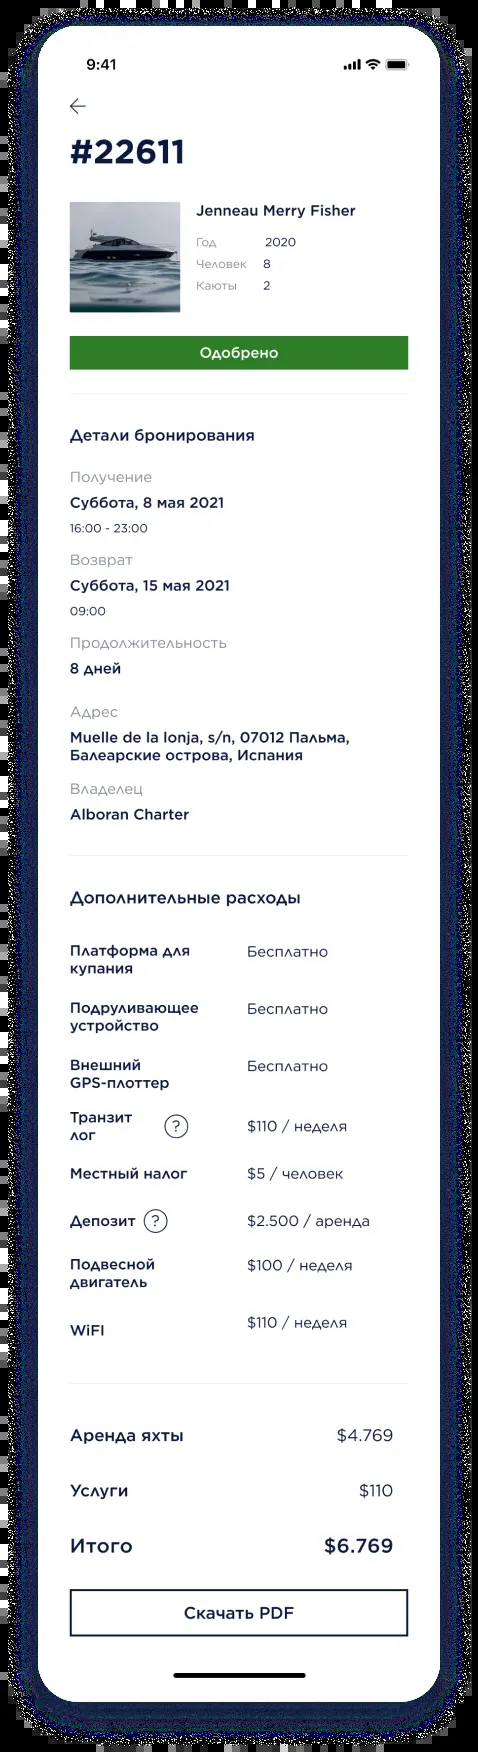 9:41
#22611
Jenneau Merry Fisher
Год 2020
Человек 8
Каюты 2
Одобрено
Детали бронирования
Получение
Суббота, 8 мая 2021
16:00 - 23:00
Возврат
Суббота, 15 мая 2021
09:00
Продолжительность
8 дней
Адрес
Muelle de la lonja, s/n, 07012 Пальма,
Балеарские острова, Испания
Владелец
Alboran Charter
Дополнительные расходы
Платформа для Бесплатно
купания
Подруливающее Бесплатно
устройство
Внешний Бесплатно
GPS-плоттер
Транзит
лог ? $110 / неделя
Местный налог $5 / человек
Депозит ? $2.500 / аренда
Подвесной $100 / неделя
двигатель
WiFI $110 / неделя
Аренда яхты $4.769
Услуги $110
Итого $6.769
Скачать PDF